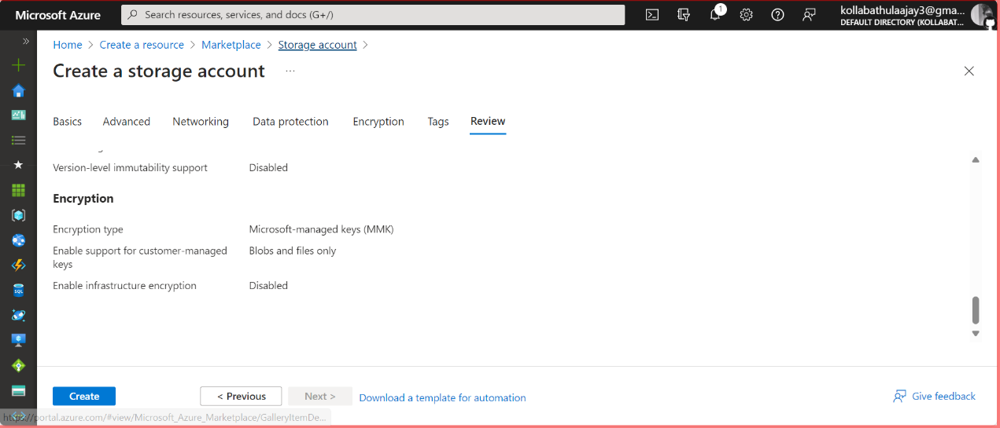 Microsoft Azure
Search resources, services, and docs (G+/)
1
kollabathulaajay3@gma...
DEFAULT DIRECTORY (KOLLABAT...
»
Home > Create a resource > Marketplace > Storage account >
Create a storage account ...
Basics Advanced Networking Data protection Encryption Tags Review
Version-level immutability support Disabled
Encryption
Encryption type Microsoft-managed keys (MMK)
Enable support for customer-managed keys Blobs and files only
Enable infrastructure encryption Disabled
Create < Previous Next > Download a template for automation Give feedback
https://portal.azure.com/#view/Microsoft_Azure_Marketplace/GalleryItemDe...
SQL